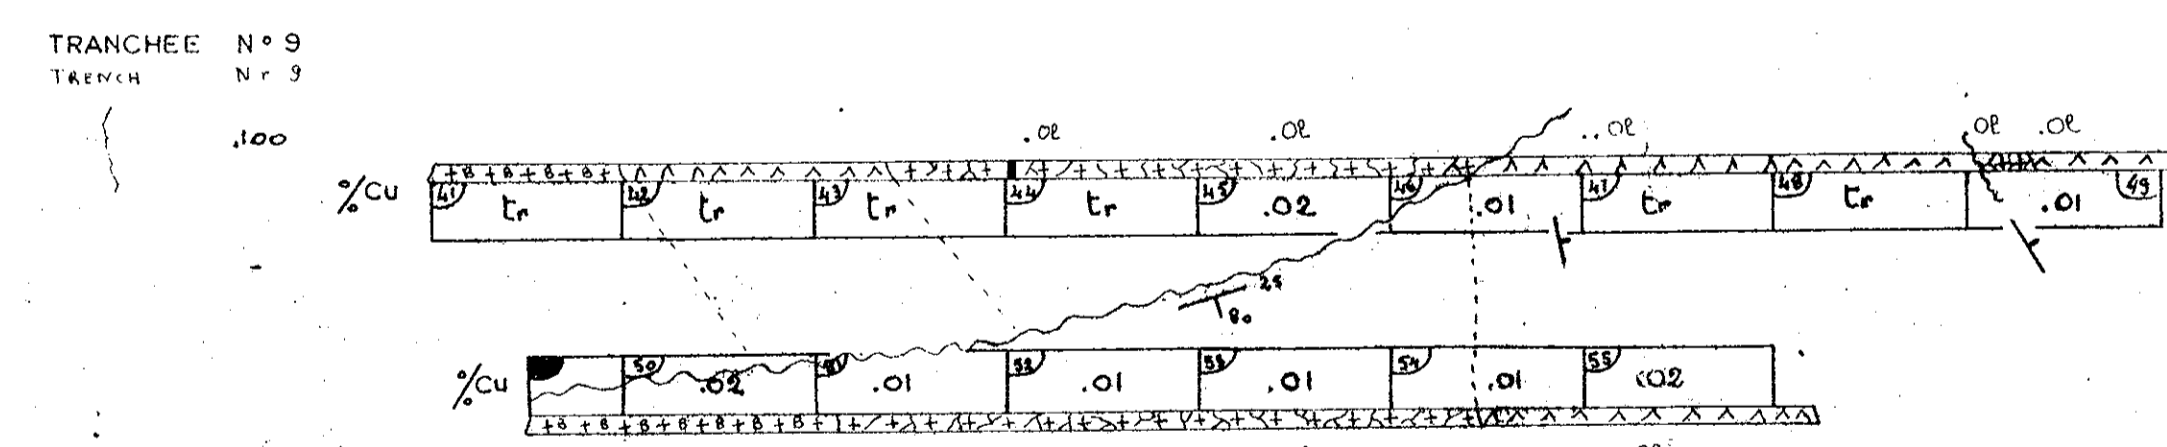 TRANCHEE N° 9
TRENCH Nr 9
.100
.02 .02 .02 .02 .02
%Cu
41 42 43 44 45 46 47 48 49
tr tr tr tr .02 .01 tr tr .01
25
80
%Cu
50 51 52 53 54 55
.02 .01 .01 .01 .01 .02